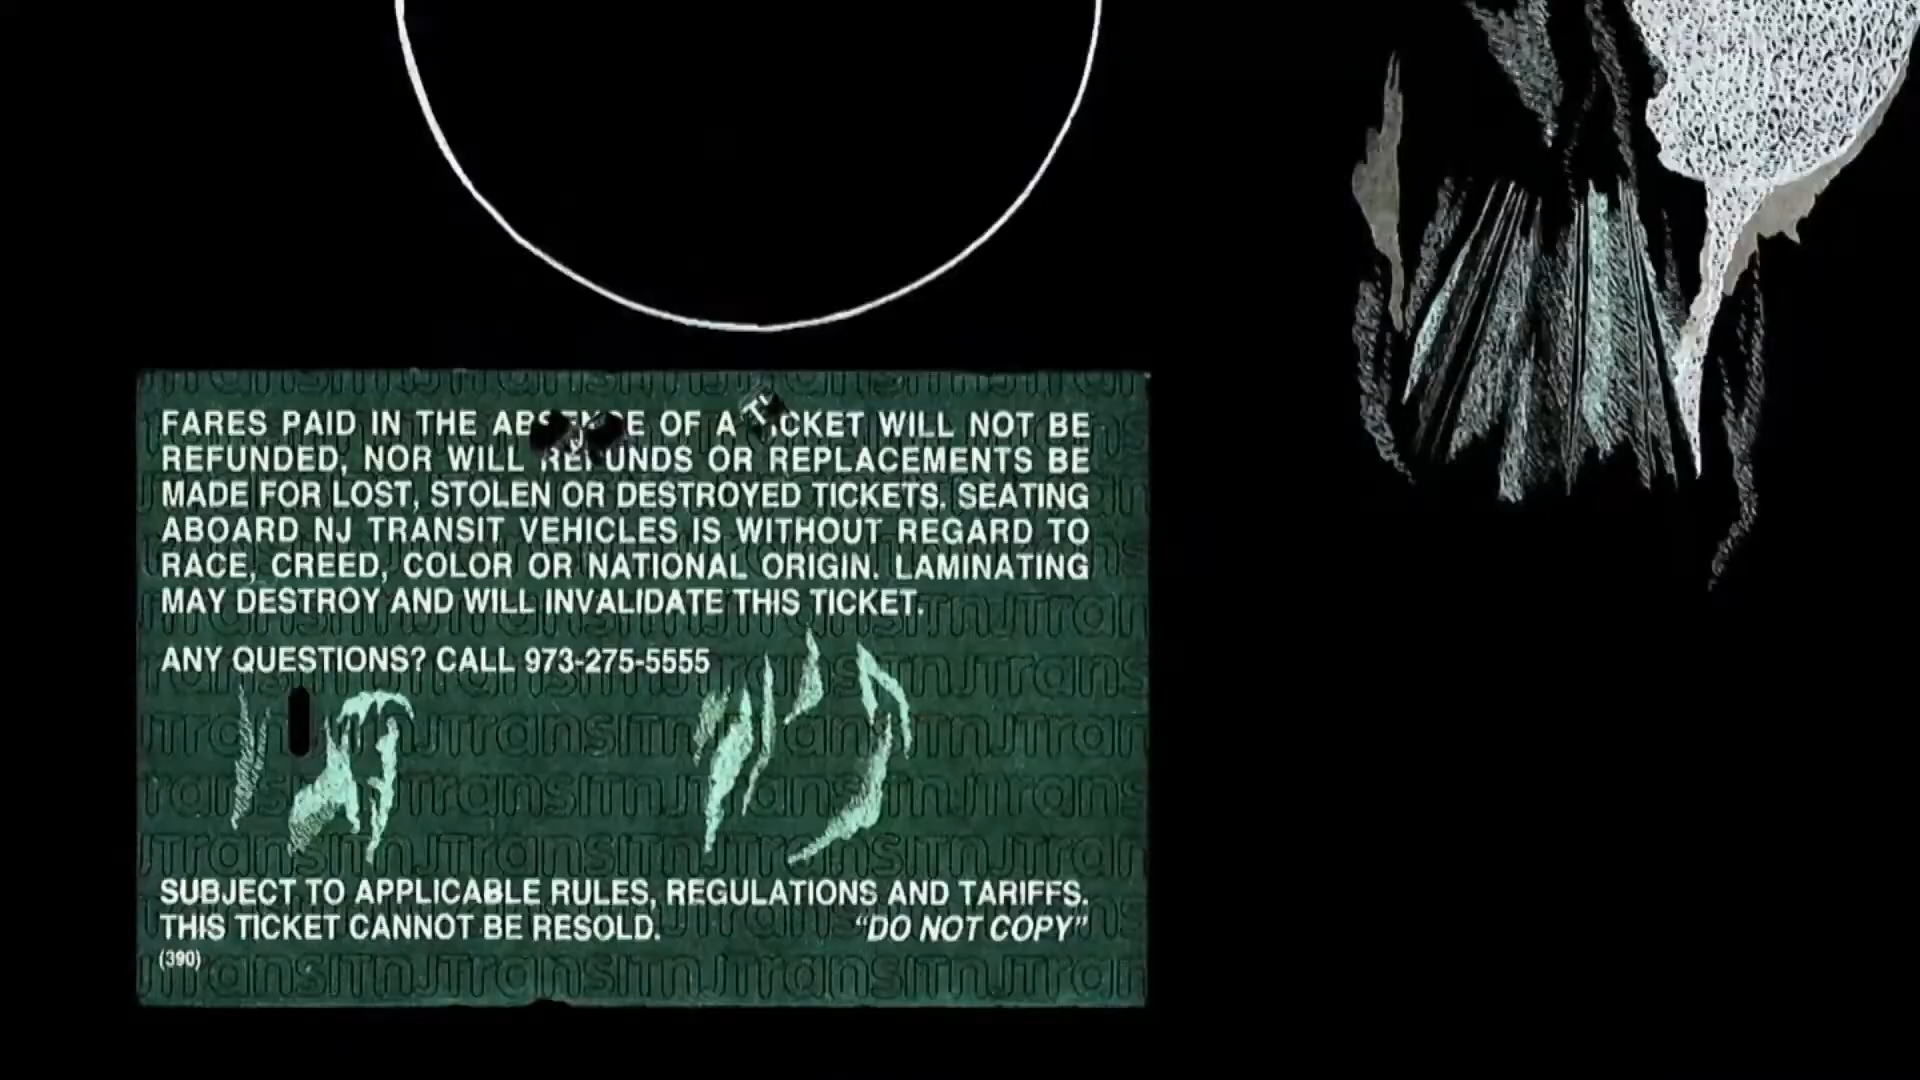 FARES PAID IN THE ABSENCE OF A TICKET WILL NOT BE
REFUNDED, NOR WILL REFUNDS OR REPLACEMENTS BE
MADE FOR LOST, STOLEN OR DESTROYED TICKETS. SEATING
ABOARD NJ TRANSIT VEHICLES IS WITHOUT REGARD TO
RACE, CREED, COLOR OR NATIONAL ORIGIN. LAMINATING
MAY DESTROY AND WILL INVALIDATE THIS TICKET.
ANY QUESTIONS? CALL 973-275-5555
SUBJECT TO APPLICABLE RULES, REGULATIONS AND TARIFFS.
THIS TICKET CANNOT BE RESOLD. "DO NOT COPY"
(390)